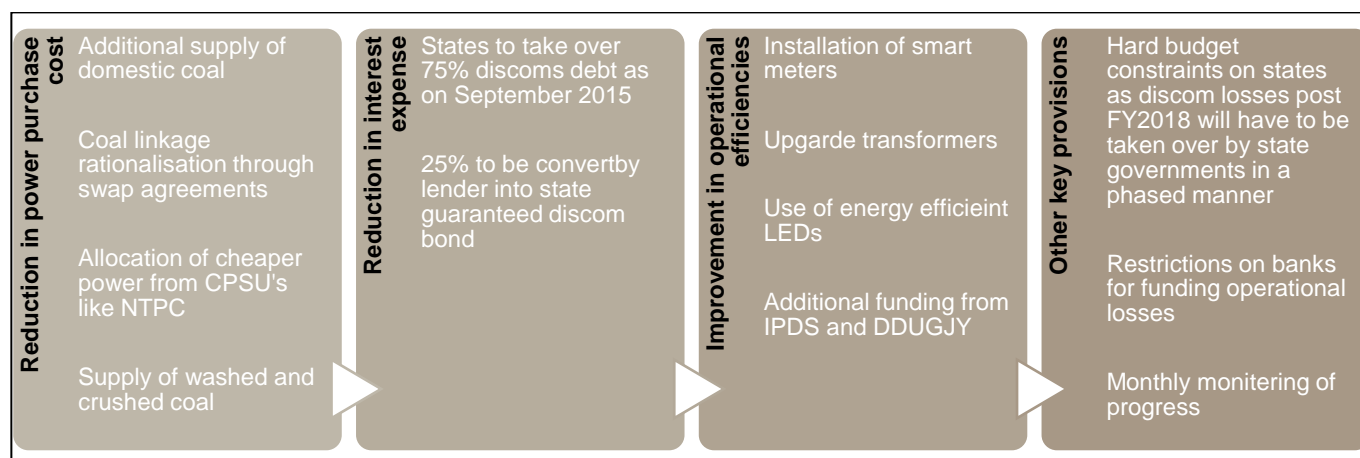 Reduction in power purchase
cost
Additional supply of
domestic coal
Coal linkage
rationalisation through
swap agreements
Allocation of cheaper
power from CPSU's
like NTPC
Supply of washed and
crushed coal
Reduction in interest
expense
States to take over
75% discoms debt as
on September 2015
25% to be convertby
lender into state
guaranteed discom
bond
Improvement in operational
efficiencies
Installation of smart
meters
Upgarde transformers
Use of energy efficieint
LEDs
Additional funding from
IPDS and DDUGJY
Other key provisions
Hard budget
constraints on states
as discom losses post
FY2018 will have to be
taken over by state
governments in a
phased manner
Restrictions on banks
for funding operational
losses
Monthly monitering of
progress